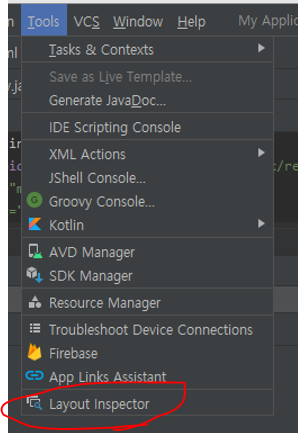 Tools VCS Window Help My Applic
Tasks & Contexts
Save as Live Template...
Generate JavaDoc...
IDE Scripting Console
XML Actions
JShell Console...
Groovy Console...
Kotlin
AVD Manager
SDK Manager
Resource Manager
Troubleshoot Device Connections
Firebase
App Links Assistant
Layout Inspector